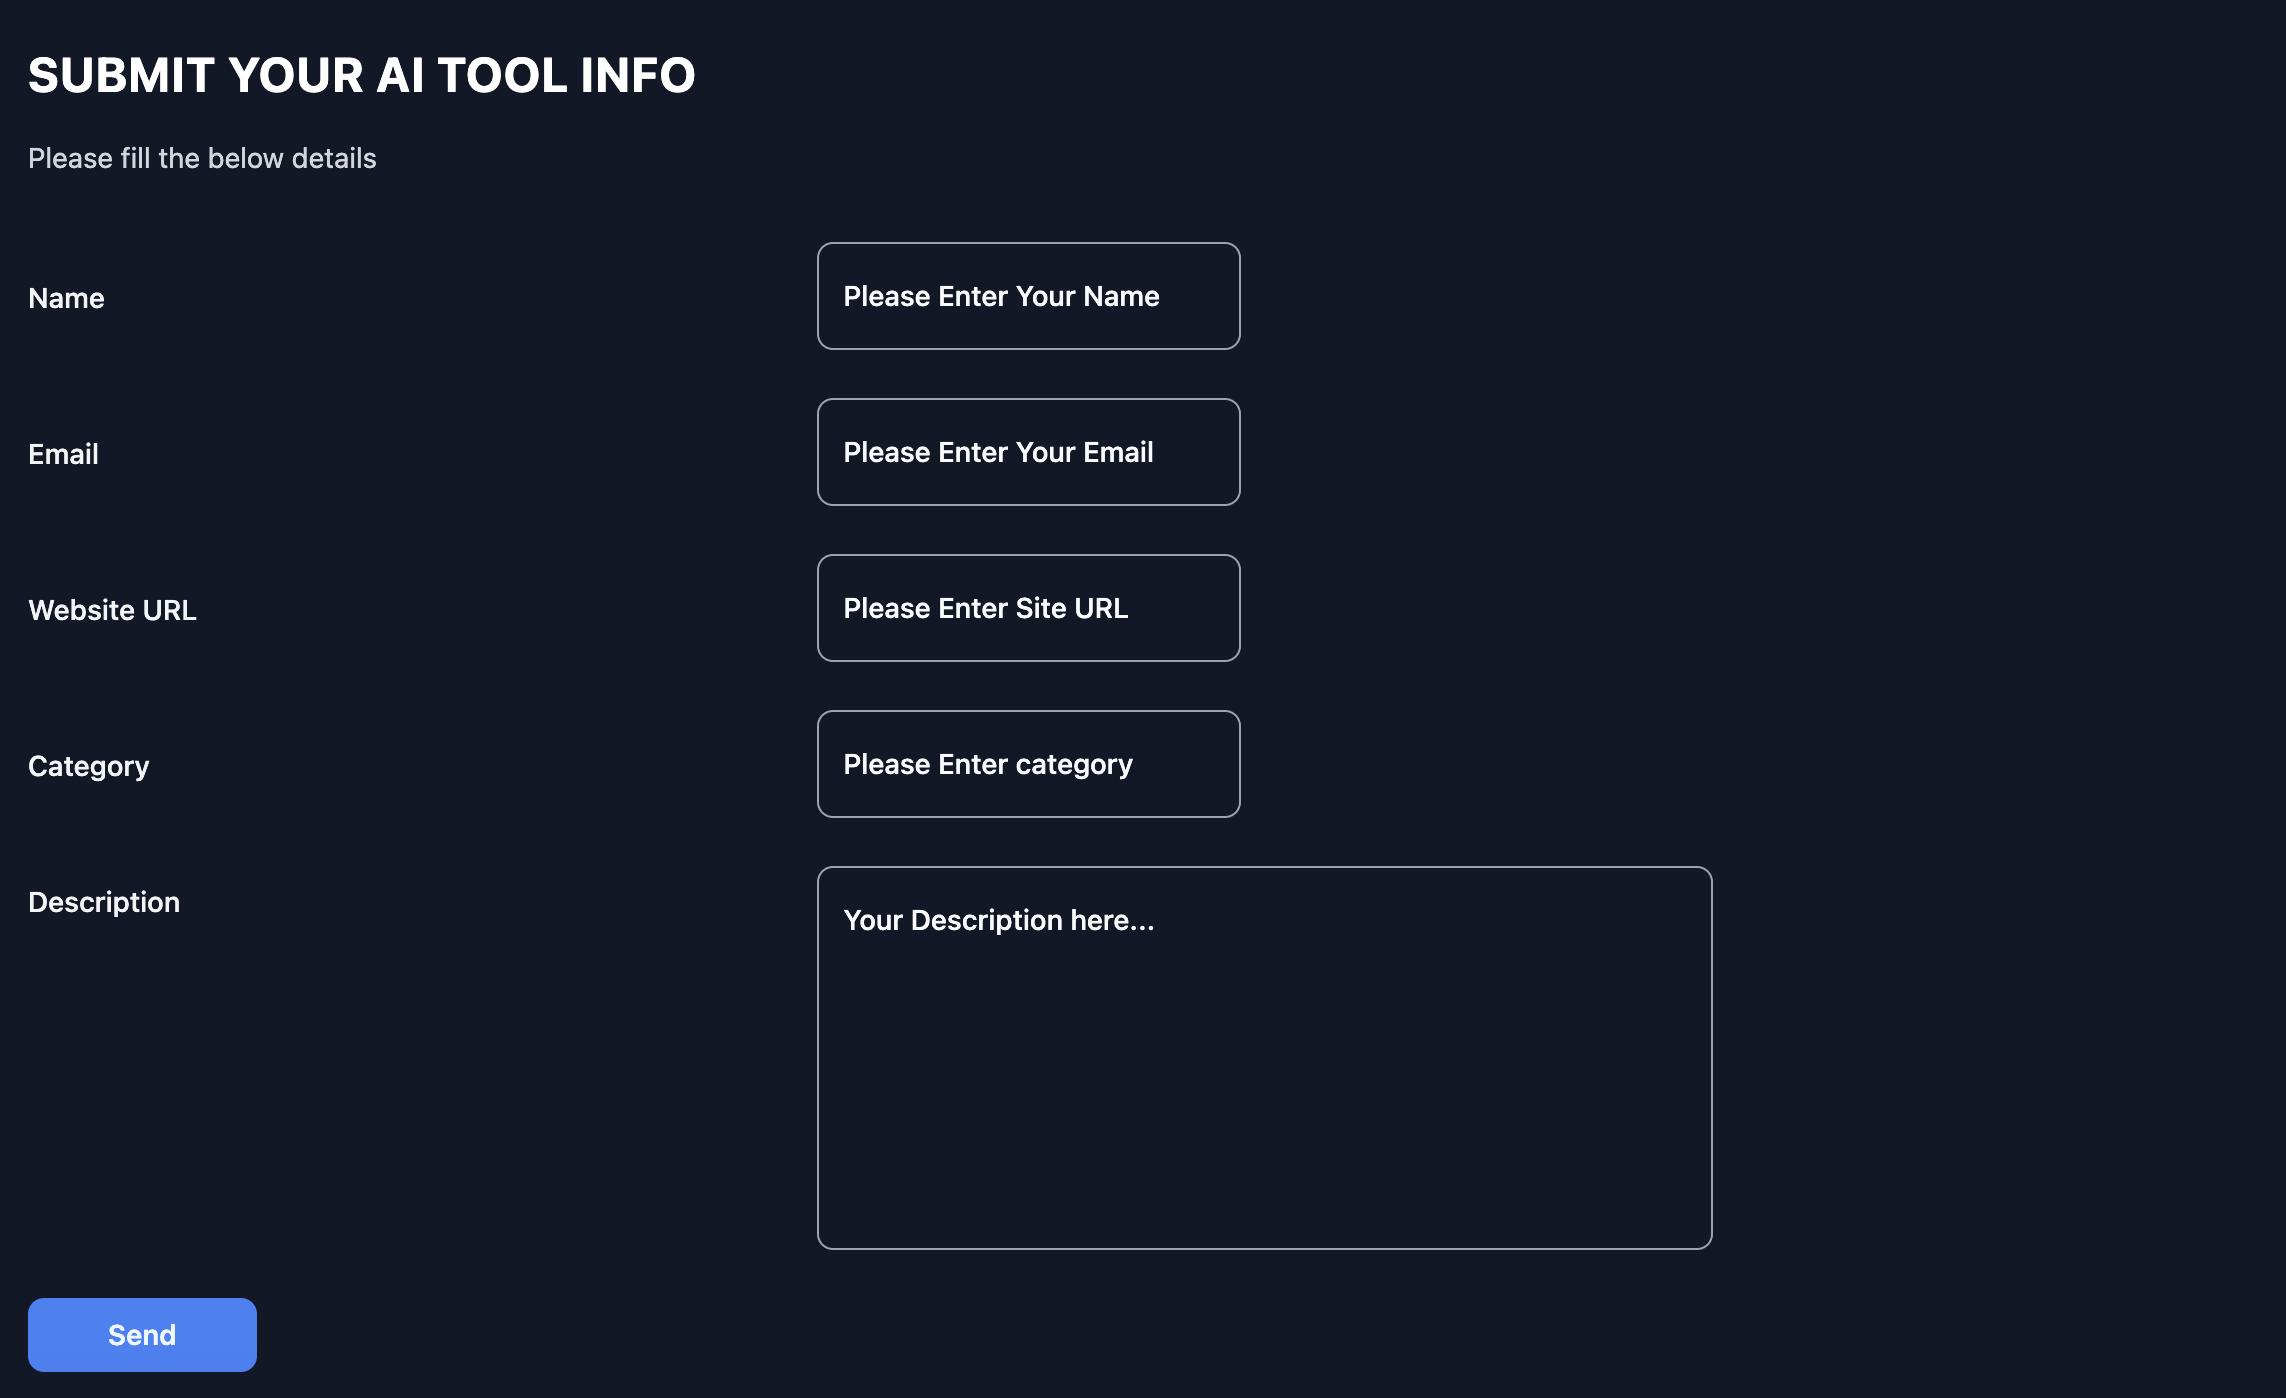 SUBMIT YOUR AI TOOL INFO
Please fill the below details
Name
Please Enter Your Name
Email
Please Enter Your Email
Website URL
Please Enter Site URL
Category
Please Enter category
Description
Your Description here...
Send